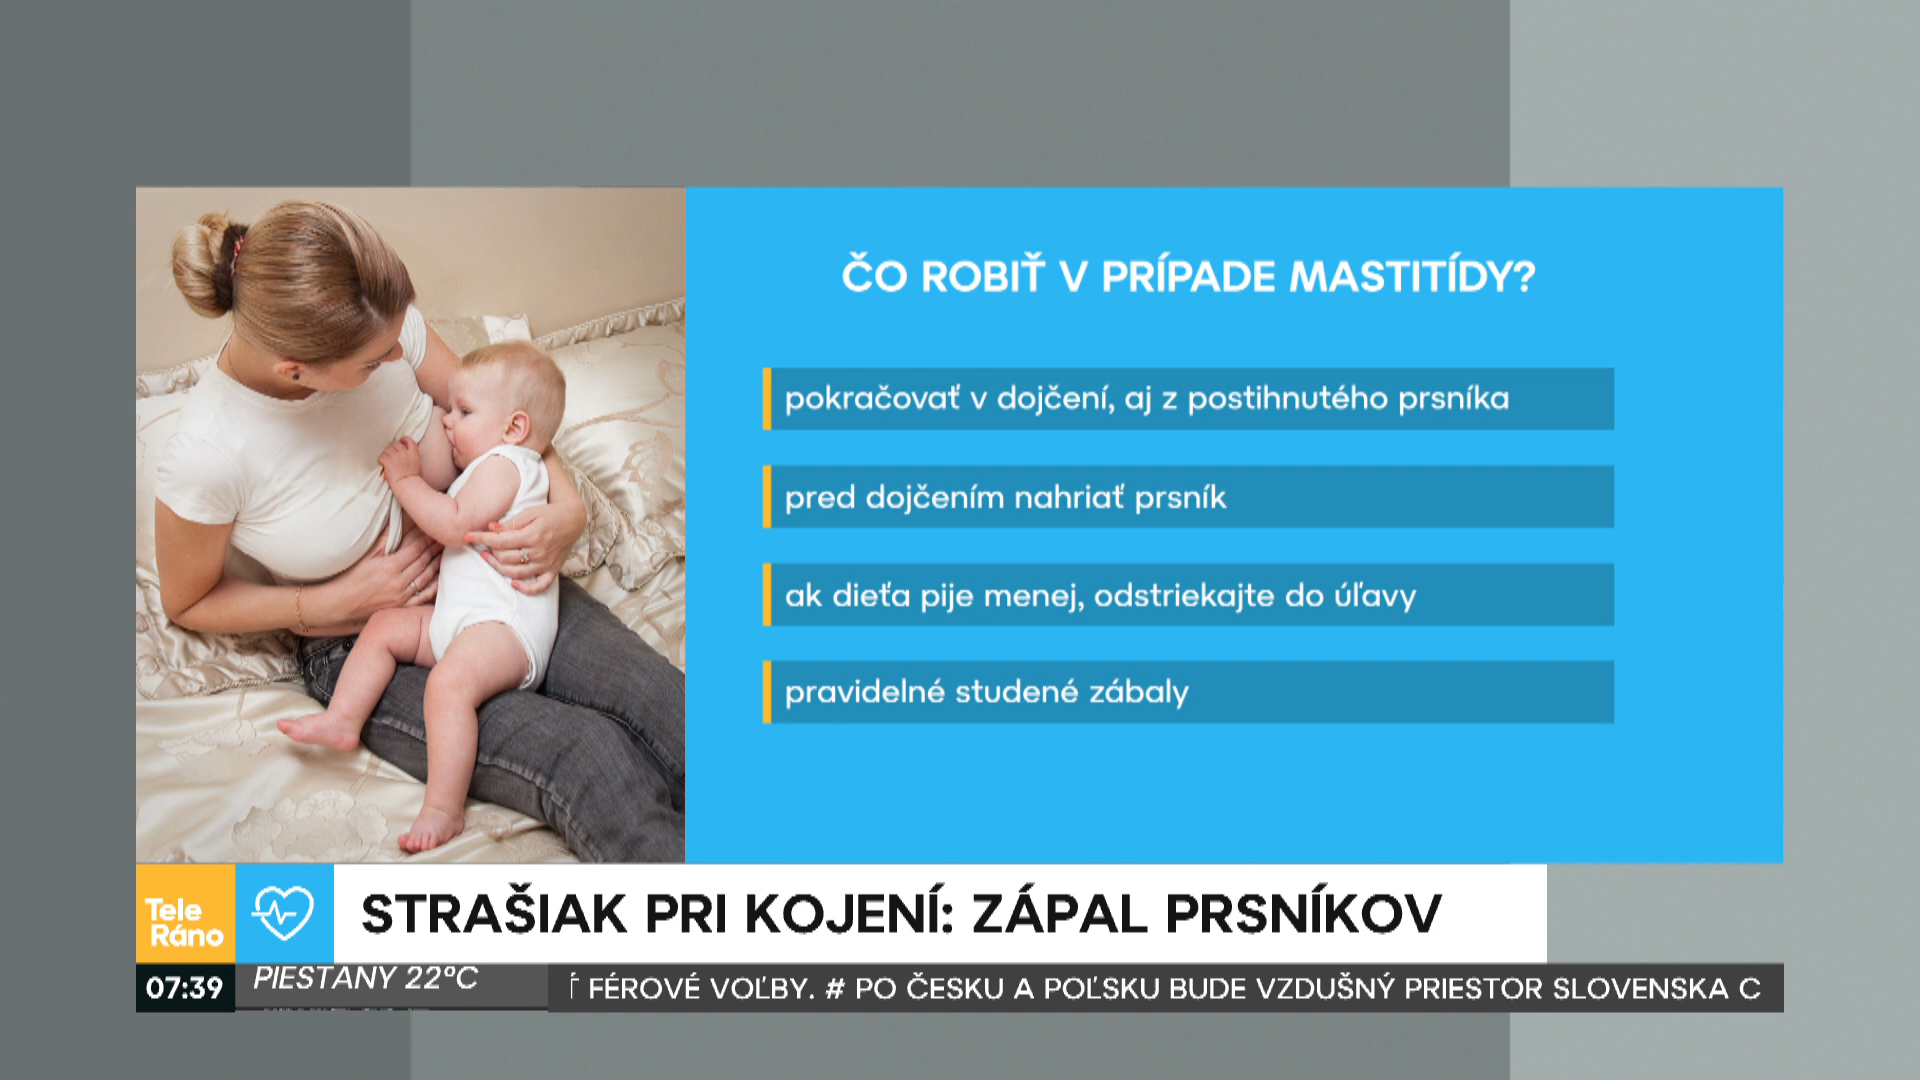 ČO ROBIŤ V PRÍPADE MASTITÍDY?
pokračovať v dojčení, aj z postihnutého prsníka
pred dojčením nahriať prsník
ak dieťa pije menej, odstriekajte do úľavy
pravidelné studené zábaly
Tele
Ráno
STRAŠIAK PRI KOJENÍ: ZÁPAL PRSNÍKOV
07:39
PIEŠŤANY 22°C
FÉROVÉ VOĽBY. # PO ČESKU A POĽSKU BUDE VZDUŠNÝ PRIESTOR SLOVENSKA C